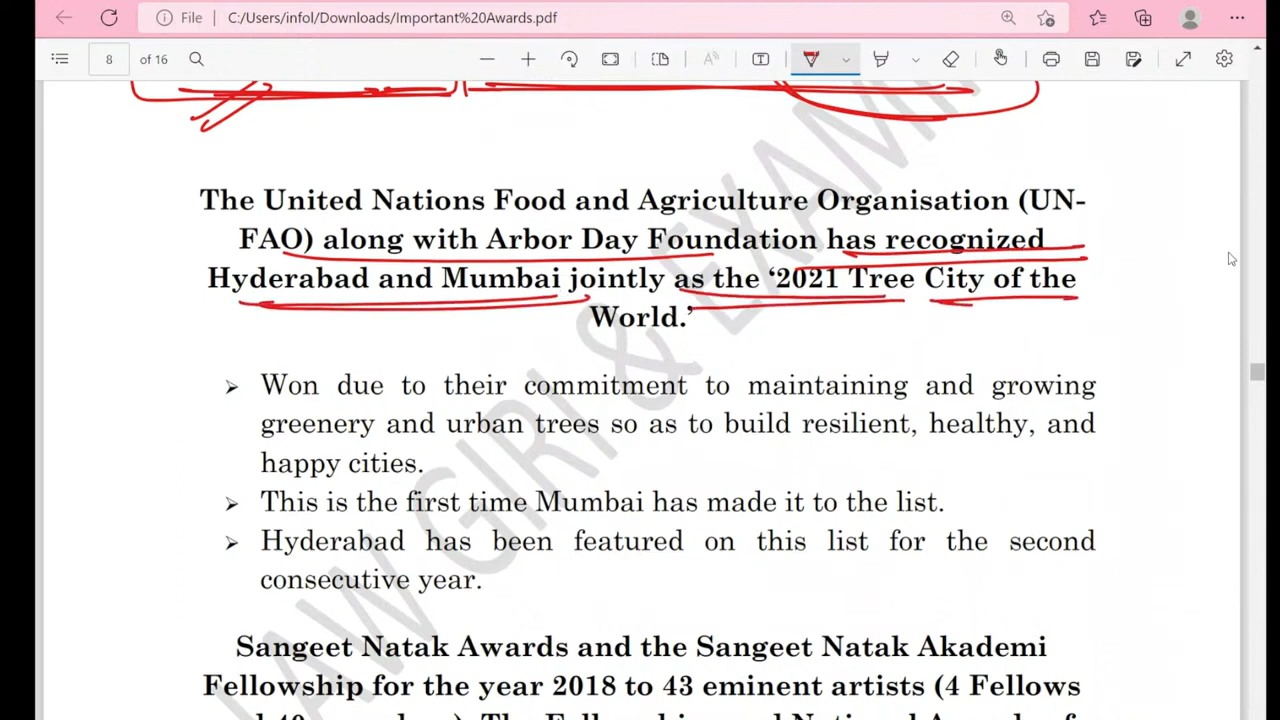 File C:/Users/infol/Downloads/Important%20Awards.pdf
8 of 16
The United Nations Food and Agriculture Organisation (UN-
FAO) along with Arbor Day Foundation has recognized
Hyderabad and Mumbai jointly as the ‘2021 Tree City of the
World.’
➢ Won due to their commitment to maintaining and growing
greenery and urban trees so as to build resilient, healthy, and
happy cities.
➢ This is the first time Mumbai has made it to the list.
➢ Hyderabad has been featured on this list for the second
consecutive year.
Sangeet Natak Awards and the Sangeet Natak Akademi
Fellowship for the year 2018 to 43 eminent artists (4 Fellows